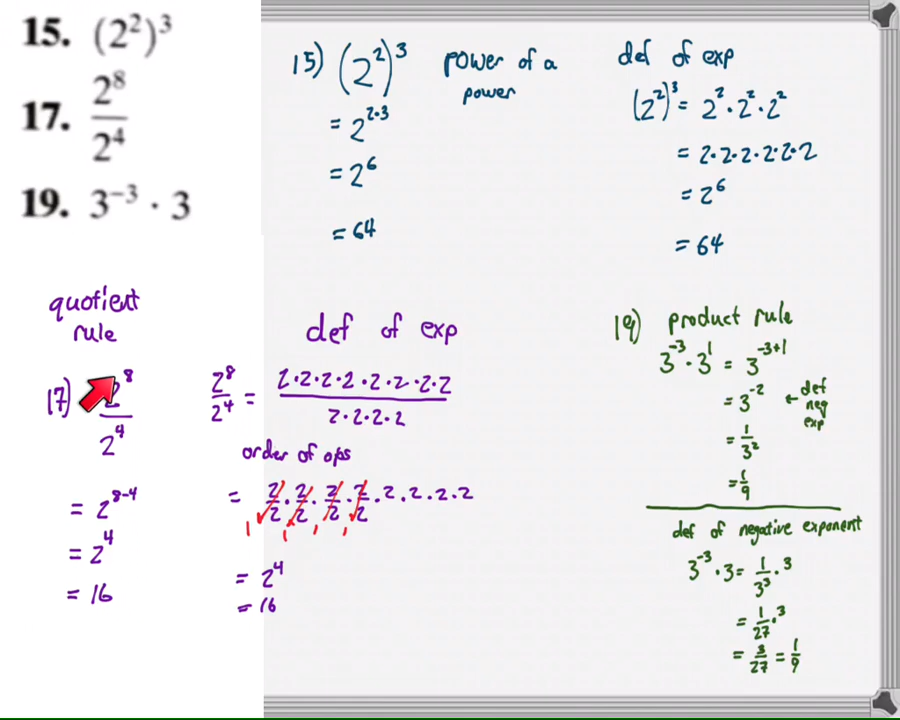 15. (2²)³
17. 2⁸/2⁴
19. 3⁻³ · 3
15) (2²)³ power of a power
= 2²·³
= 2⁶
= 64
def of exp
(2²)³ = 2² · 2² · 2²
= 2·2·2·2·2·2
= 2⁶
= 64
quotient
rule
17) 2⁸/2⁴
= 2⁸⁻⁴
= 2⁴
= 16
def of exp
2⁸/2⁴ = 2·2·2·2·2·2·2·2/2·2·2·2
order of ops
= 2/2 · 2/2 · 2/2 · 2/2 · 2 · 2 · 2 · 2
1 1 1 1
= 2⁴
= 16
19) product rule
3⁻³ · 3¹ = 3⁻³⁺¹
= 3⁻² ← def neg exp
= 1/3²
= 1/9
def of negative exponent
3⁻³ · 3 = 1/3³ · 3
= 1/27 · 3
= 3/27 = 1/9